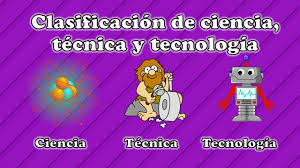 Clasificación de ciencia,
técnica y tecnología
Ciencia Técnica Tecnología